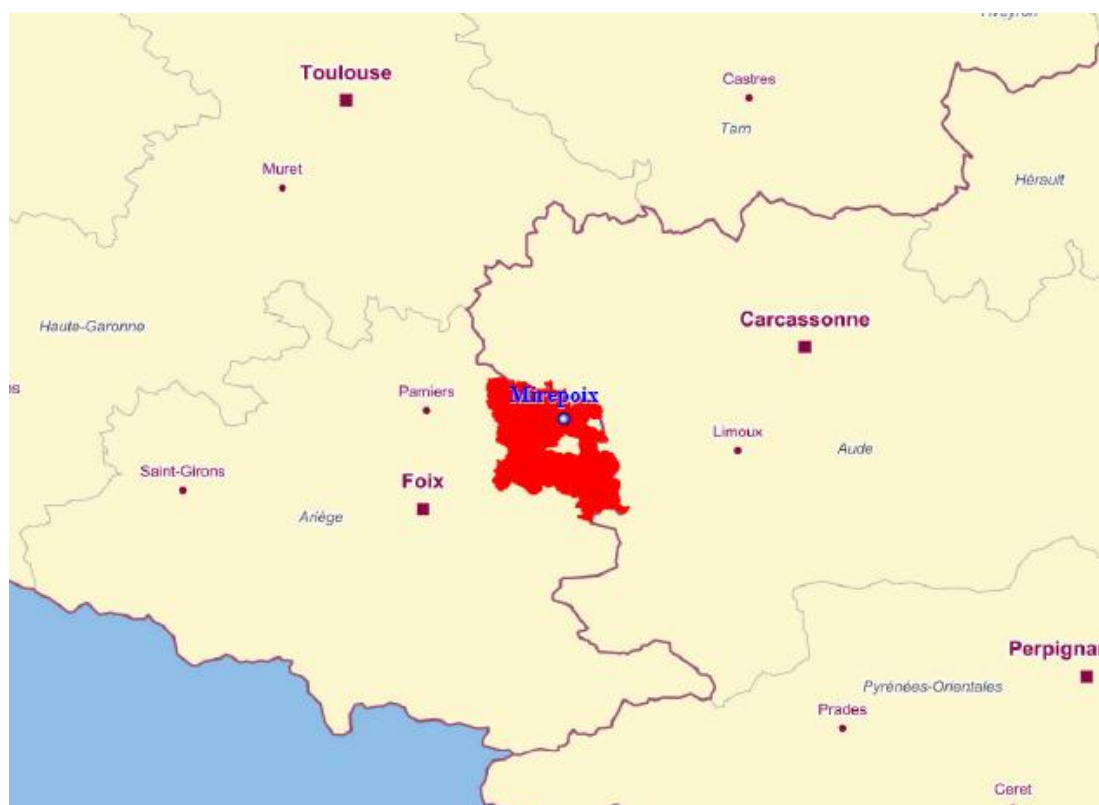 Aveyron
Toulouse
Castres
Tarn
Muret
Hérault
Haute-Garonne
Carcassonne
Pamiers
Mirepoix
Limoux
Aude
Saint-Girons
Foix
Ariège
Perpignan
Pyrénées-Orientales
Prades
Ceret